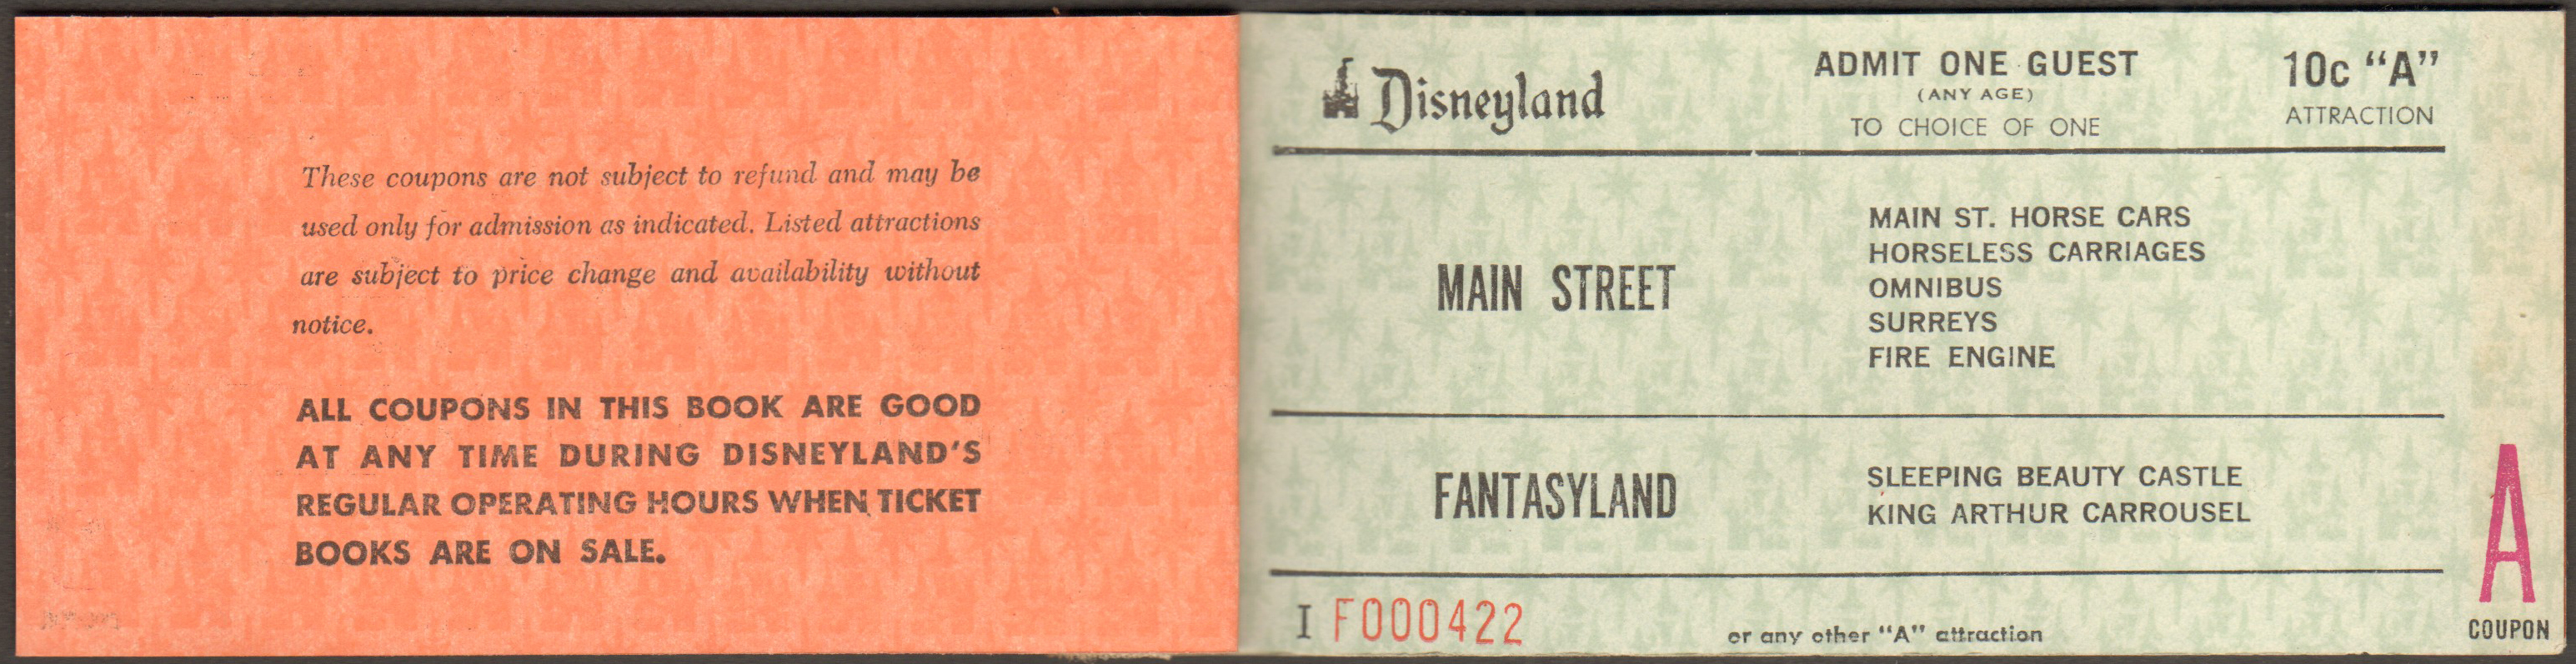 These coupons are not subject to refund and may be
used only for admission as indicated. Listed attractions
are subject to price change and availability without
notice.
ALL COUPONS IN THIS BOOK ARE GOOD
AT ANY TIME DURING DISNEYLAND'S
REGULAR OPERATING HOURS WHEN TICKET
BOOKS ARE ON SALE.
Disneyland
ADMIT ONE GUEST
(ANY AGE)
TO CHOICE OF ONE
10c "A"
ATTRACTION
MAIN STREET
MAIN ST. HORSE CARS
HORSELESS CARRIAGES
OMNIBUS
SURREYS
FIRE ENGINE
FANTASYLAND
SLEEPING BEAUTY CASTLE
KING ARTHUR CARROUSEL
I F000422
or any other "A" attraction
A
COUPON